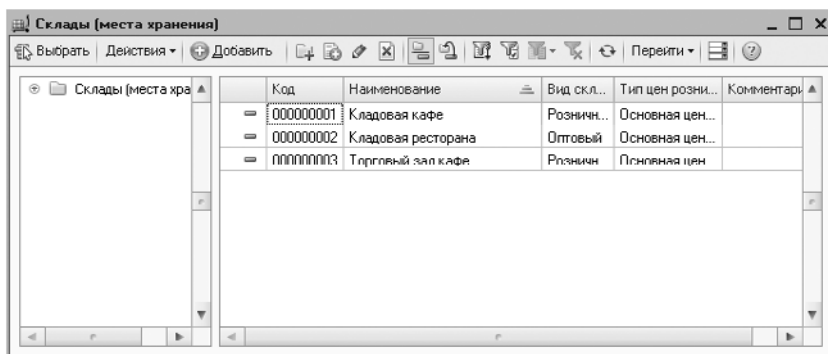 Склады (места хранения)
Выбрать Действия Добавить Перейти
Склады (места хра
Код Наименование Вид скл... Тип цен розни... Комментари
000000001 Кладовая кафе Розничн... Основная цен...
000000002 Кладовая ресторана Оптовый Основная цен...
000000003 Торговый зал кафе Розничн Основная цен